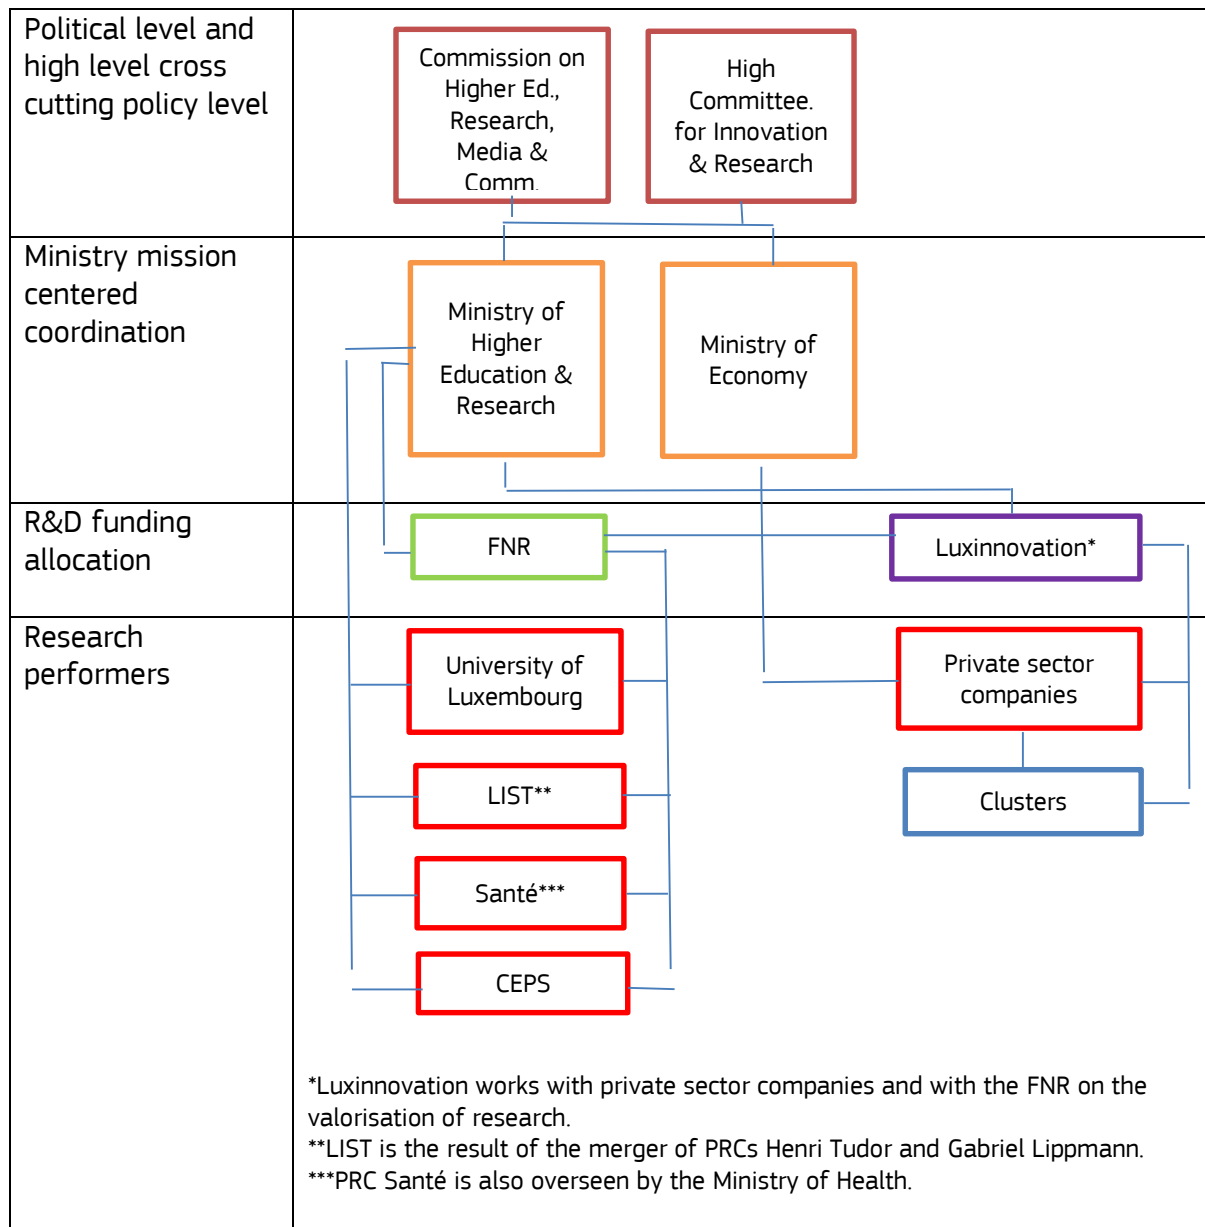 Political level and
high level cross
cutting policy level
Commission on
Higher Ed.,
Research,
Media &
Comm.
High
Committee.
for Innovation
& Research
Ministry mission
centered
coordination
Ministry of
Higher
Education &
Research
Ministry of
Economy
R&D funding
allocation
FNR
Luxinnovation*
Research
performers
University of
Luxembourg
Private sector
companies
LIST**
Clusters
Santé***
CEPS
*Luxinnovation works with private sector companies and with the FNR on the
valorisation of research.
**LIST is the result of the merger of PRCs Henri Tudor and Gabriel Lippmann.
***PRC Santé is also overseen by the Ministry of Health.